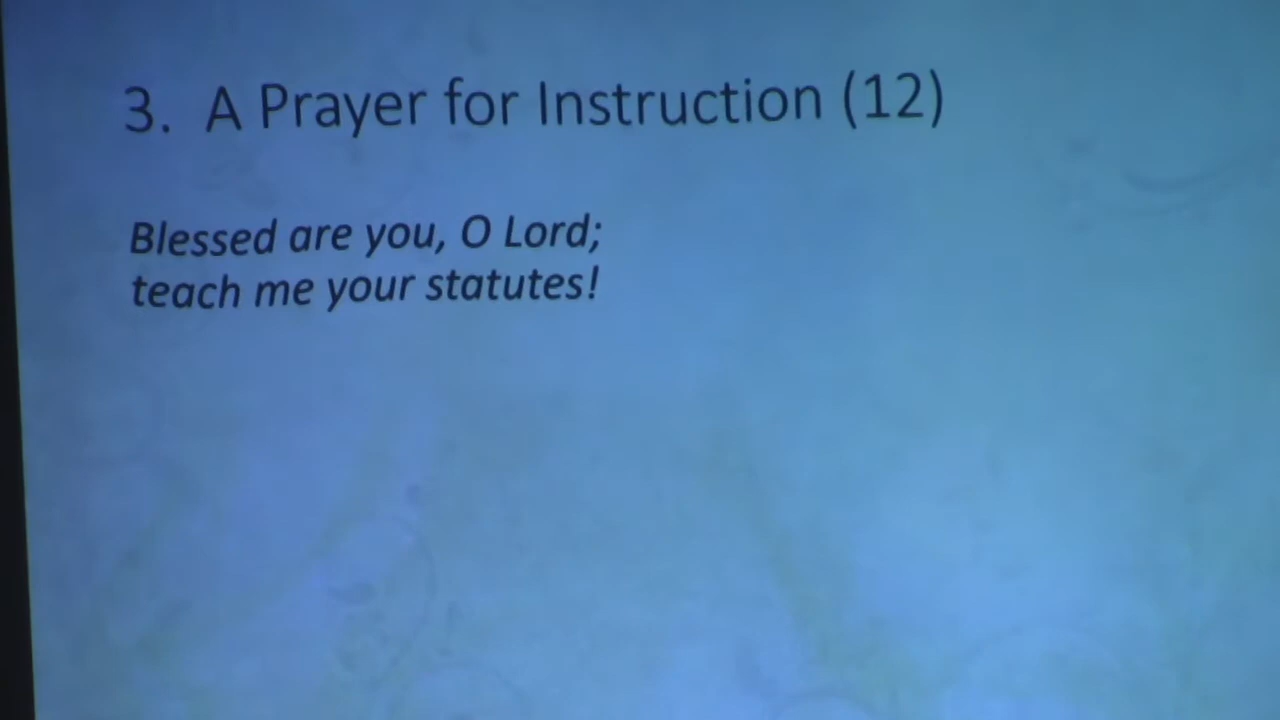 3. A Prayer for Instruction (12)
Blessed are you, O Lord;
teach me your statutes!